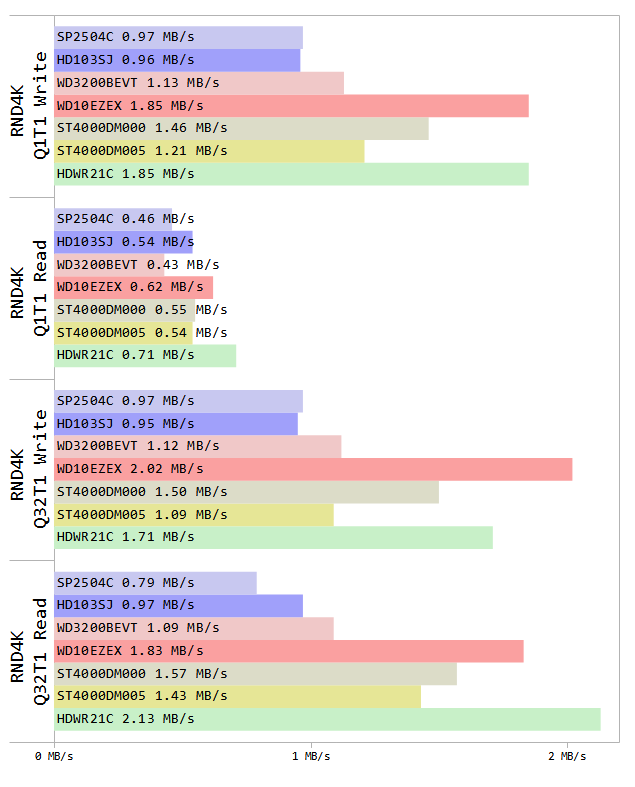 RND4K
Q1T1 Write
SP2504C 0.97 MB/s
HD103SJ 0.96 MB/s
WD3200BEVT 1.13 MB/s
WD10EZEX 1.85 MB/s
ST4000DM000 1.46 MB/s
ST4000DM005 1.21 MB/s
HDWR21C 1.85 MB/s
RND4K
Q1T1 Read
SP2504C 0.46 MB/s
HD103SJ 0.54 MB/s
WD3200BEVT 0.43 MB/s
WD10EZEX 0.62 MB/s
ST4000DM000 0.55 MB/s
ST4000DM005 0.54 MB/s
HDWR21C 0.71 MB/s
RND4K
Q32T1 Write
SP2504C 0.97 MB/s
HD103SJ 0.95 MB/s
WD3200BEVT 1.12 MB/s
WD10EZEX 2.02 MB/s
ST4000DM000 1.50 MB/s
ST4000DM005 1.09 MB/s
HDWR21C 1.71 MB/s
RND4K
Q32T1 Read
SP2504C 0.79 MB/s
HD103SJ 0.97 MB/s
WD3200BEVT 1.09 MB/s
WD10EZEX 1.83 MB/s
ST4000DM000 1.57 MB/s
ST4000DM005 1.43 MB/s
HDWR21C 2.13 MB/s
0 MB/s 1 MB/s 2 MB/s